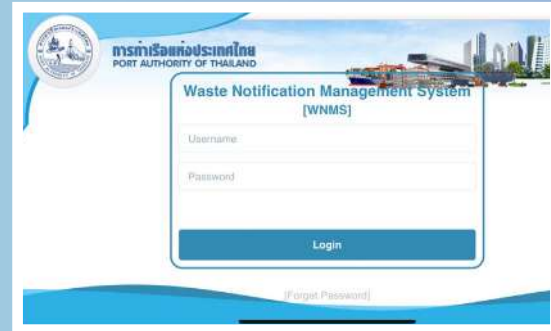 การท่าเรือแห่งประเทศไทย
PORT AUTHORITY OF THAILAND
Waste Notification Management System
[WNMS]
Username
Password
Login
[Forget Password]